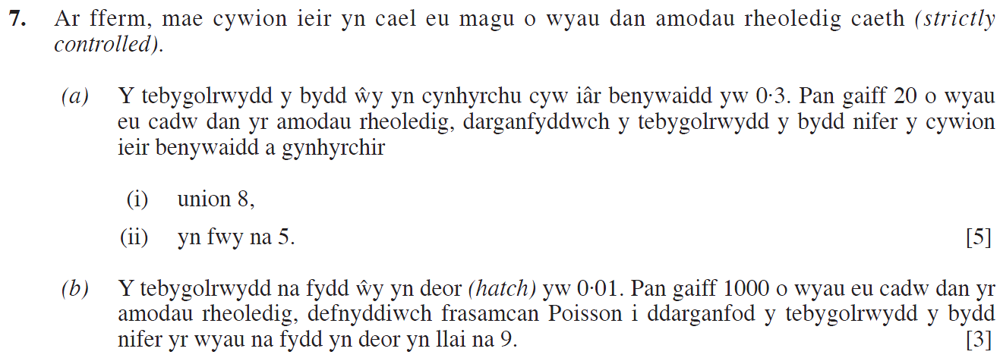 7. Ar fferm, mae cywion ieir yn cael eu magu o wyau dan amodau rheoledig caeth (strictly
controlled).
(a) Y tebygolrwydd y bydd ŵy yn cynhyrchu cyw iâr benywaidd yw 0·3. Pan gaiff 20 o wyau
eu cadw dan yr amodau rheoledig, darganfyddwch y tebygolrwydd y bydd nifer y cywion
ieir benywaidd a gynhyrchir
(i) union 8,
(ii) yn fwy na 5. [5]
(b) Y tebygolrwydd na fydd ŵy yn deor (hatch) yw 0·01. Pan gaiff 1000 o wyau eu cadw dan yr
amodau rheoledig, defnyddiwch frasamcan Poisson i ddarganfod y tebygolrwydd y bydd
nifer yr wyau na fydd yn deor yn llai na 9. [3]